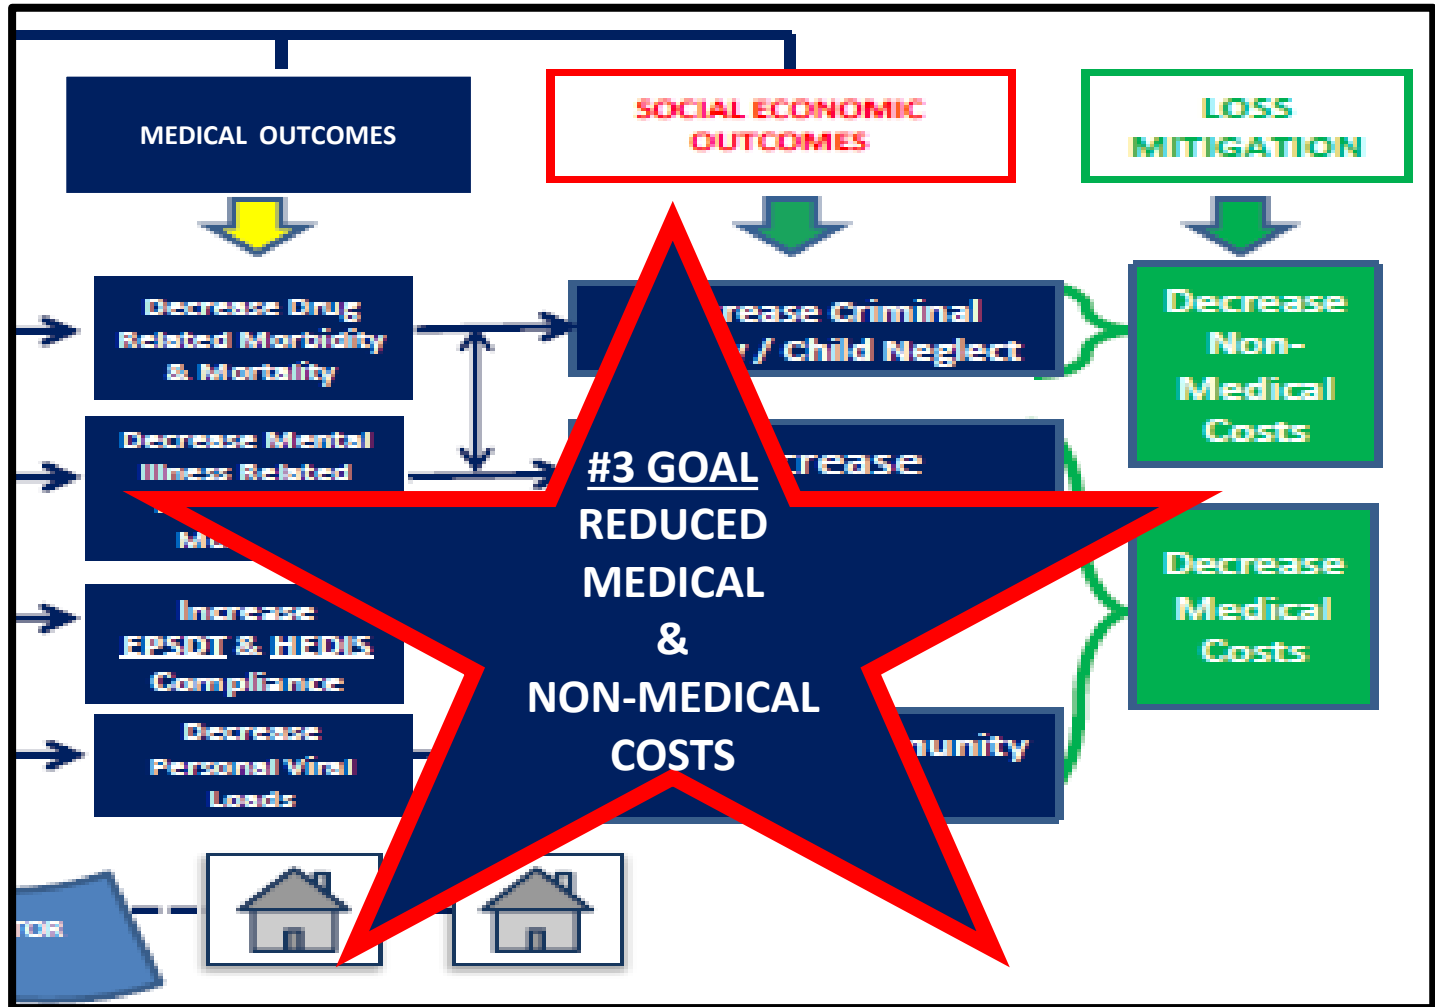 MEDICAL OUTCOMES
SOCIAL ECONOMIC
OUTCOMES
LOSS
MITIGATION
Decrease Drug
Related Morbidity
& Mortality
rease Criminal
/ Child Neglect
Decrease
Non-
Medical
Costs
Decrease Mental
Illness Related
crease
#3 GOAL
REDUCED
MEDICAL
&
NON-MEDICAL
COSTS
Increase
EPSDT & HEDIS
Compliance
Decrease
Medical
Costs
Decrease
Personal Viral
Loads
munity
TOR